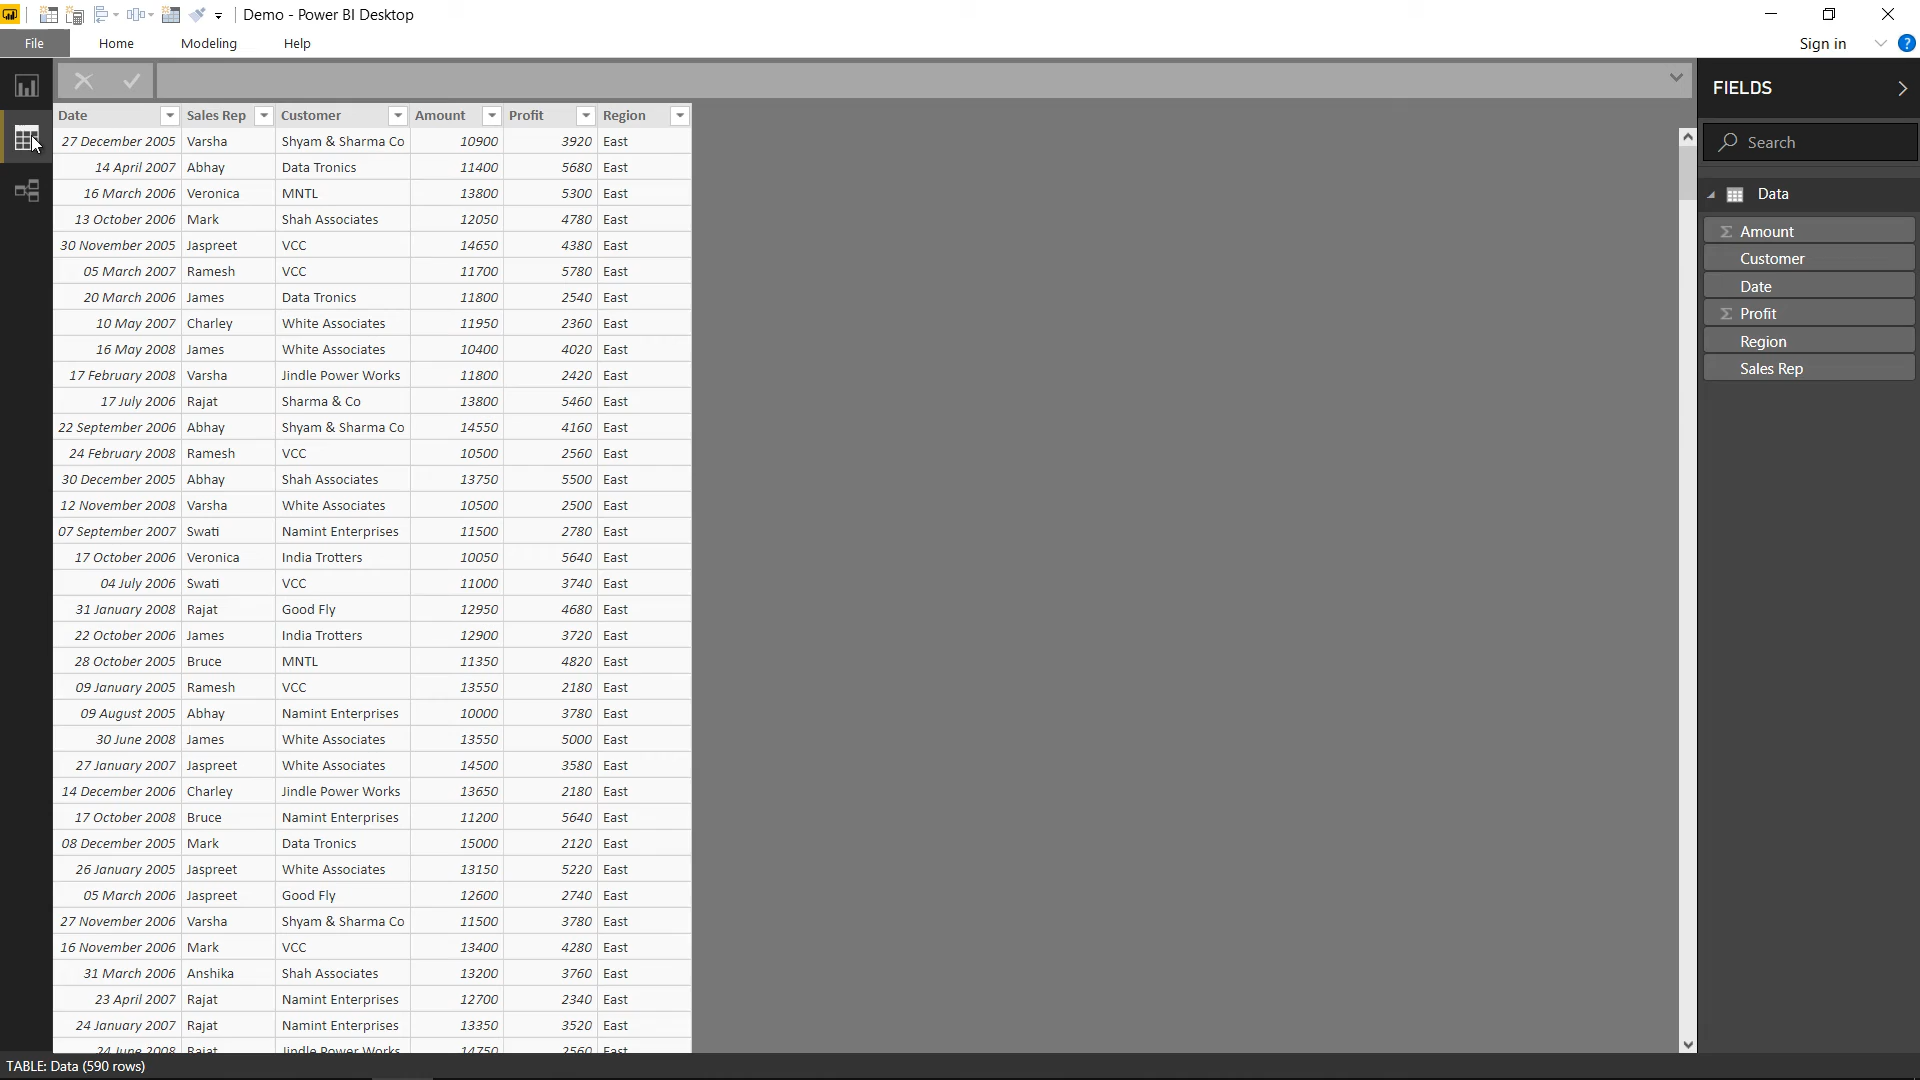 Demo - Power BI Desktop
File Home Modeling Help Sign in ?
FIELDS
Search
Data
Amount
Customer
Date
Profit
Region
Sales Rep
Date Sales Rep Customer Amount Profit Region
27 December 2005 Varsha Shyam & Sharma Co 10900 3920 East
14 April 2007 Abhay Data Tronics 11400 5680 East
16 March 2006 Veronica MNTL 13800 5300 East
13 October 2006 Mark Shah Associates 12050 4780 East
30 November 2005 Jaspreet VCC 14650 4380 East
05 March 2007 Ramesh VCC 11700 5780 East
20 March 2006 James Data Tronics 11800 2540 East
10 May 2007 Charley White Associates 11950 2360 East
16 May 2008 James White Associates 10400 4020 East
17 February 2008 Varsha Jindle Power Works 11800 2420 East
17 July 2006 Rajat Sharma & Co 13800 5460 East
22 September 2006 Abhay Shyam & Sharma Co 14550 4160 East
24 February 2008 Ramesh VCC 10500 2560 East
30 December 2005 Abhay Shah Associates 13750 5500 East
12 November 2008 Varsha White Associates 10500 2500 East
07 September 2007 Swati Namint Enterprises 11500 2780 East
17 October 2006 Veronica India Trotters 10050 5640 East
04 July 2006 Swati VCC 11000 3740 East
31 January 2008 Rajat Good Fly 12950 4680 East
22 October 2006 James India Trotters 12900 3720 East
28 October 2005 Bruce MNTL 11350 4820 East
09 January 2005 Ramesh VCC 13550 2180 East
09 August 2005 Abhay Namint Enterprises 10000 3780 East
30 June 2008 James White Associates 13550 5000 East
27 January 2007 Jaspreet White Associates 14500 3580 East
14 December 2006 Charley Jindle Power Works 13650 2180 East
17 October 2008 Bruce Namint Enterprises 11200 5640 East
08 December 2005 Mark Data Tronics 15000 2120 East
26 January 2005 Jaspreet White Associates 13150 5220 East
05 March 2006 Jaspreet Good Fly 12600 2740 East
27 November 2006 Varsha Shyam & Sharma Co 11500 3780 East
16 November 2006 Mark VCC 13400 4280 East
31 March 2006 Anshika Shah Associates 13200 3760 East
23 April 2007 Rajat Namint Enterprises 12700 2340 East
24 January 2007 Rajat Namint Enterprises 13350 3520 East
24 June 2008 Rajat Jindle Power Works 14750 2560 East
TABLE: Data (590 rows)